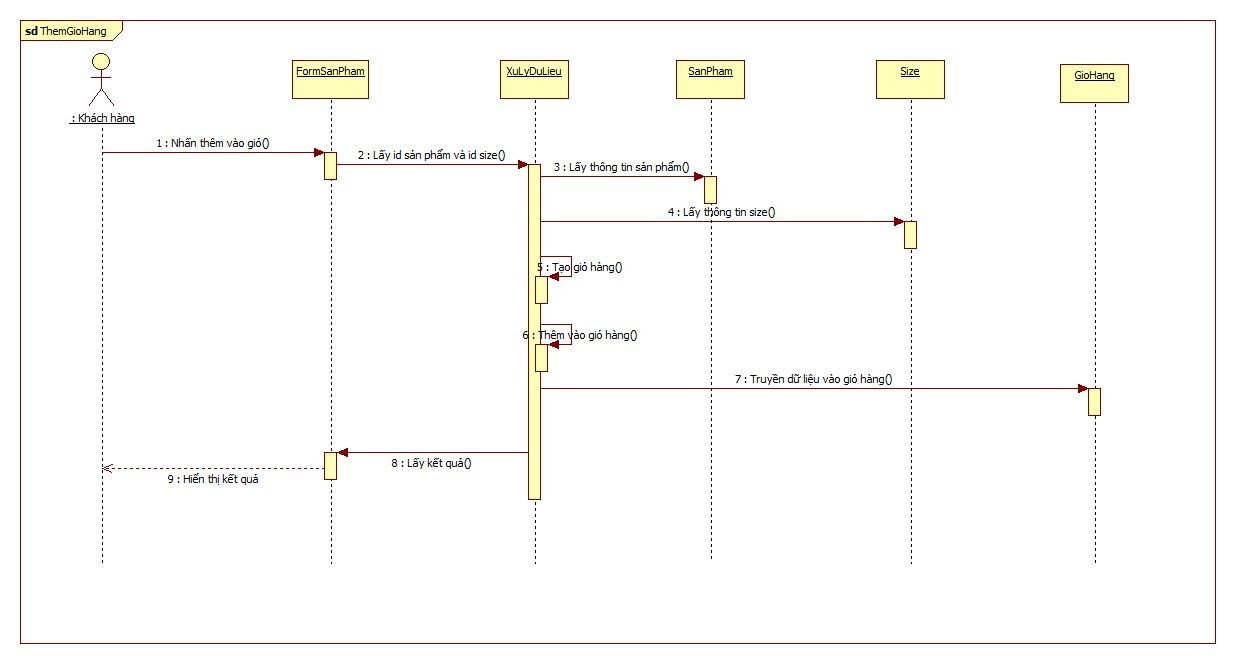 sd ThemGioHang
FormSanPham
XuLyDuLieu
SanPham
Size
GioHang
: Khách hàng
1 : Nhấn thêm vào giỏ()
2 : Lấy id sản phẩm và id size()
3 : Lấy thông tin sản phẩm()
4 : Lấy thông tin size()
5 : Tạo giỏ hàng()
6 : Thêm vào giỏ hàng()
7 : Truyền dữ liệu vào giỏ hàng()
8 : Lấy kết quả()
9 : Hiển thị kết quả